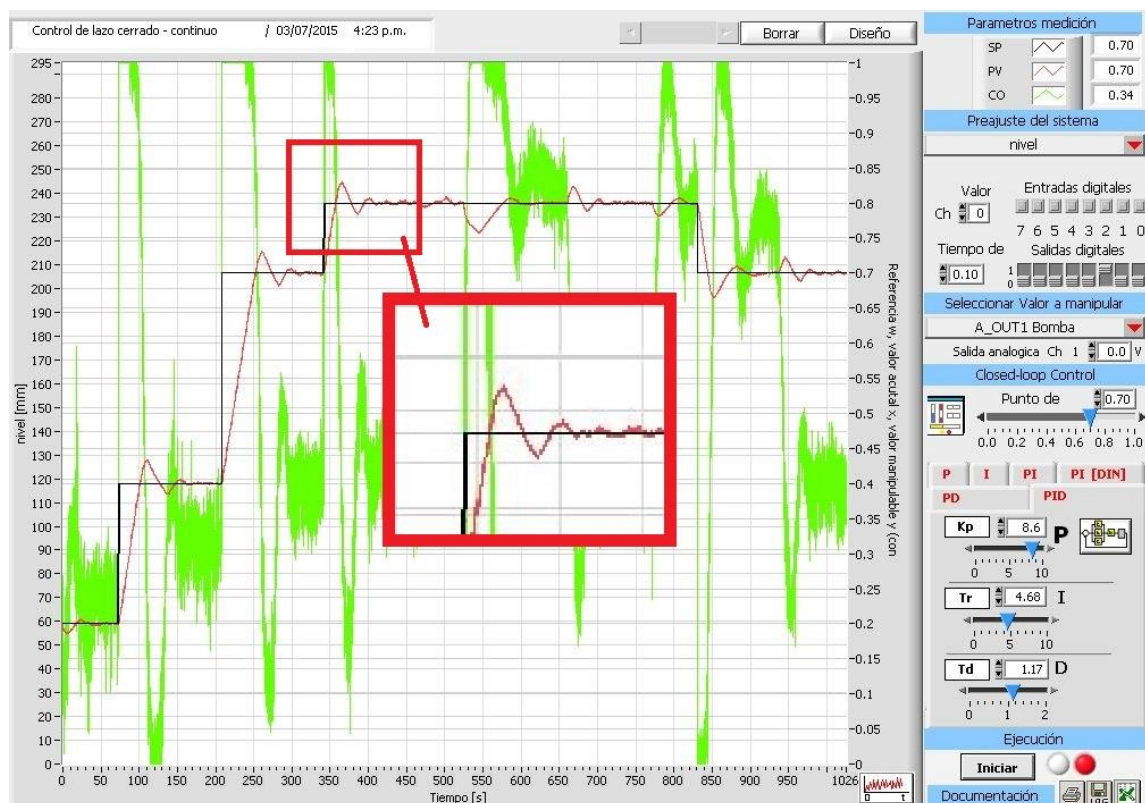 Control de lazo cerrado - continuo / 03/07/2015 4:23 p.m.
Borrar Diseño
295
280
270
260
250
240
230
220
210
200
190
180
170
160
150
140
130
120
110
100
90
80
70
60
50
40
30
20
10
0
nivel [mm]
1
0.95
0.9
0.85
0.8
0.75
0.7
0.65
0.6
0.55
0.5
0.45
0.4
0.35
0.3
0.25
0.2
0.15
0.1
0.05
0
Referencia w, valor acutal x, valor manipulable y (con
0 50 100 150 200 250 300 350 400 450 500 550 600 650 700 750 800 850 900 950 1026
Tiempo [s]
0 t
Parametros medición
SP 0.70
PV 0.70
CO 0.34
Preajuste del sistema
nivel
Valor Entradas digitales
Ch 0
7 6 5 4 3 2 1 0
Tiempo de Salidas digitales
0.10 1
0
Seleccionar Valor a manipular
A_OUT1 Bomba
Salida analogica Ch 1 0.0 V
Closed-loop Control
Punto de 0.70
0.0 0.2 0.4 0.6 0.8 1.0
P I PI PI [DIN]
PD PID
Kp 8.6 P
0 5 10
Tr 4.68 I
0 5 10
Td 1.17 D
0 1 2
Ejecución
Iniciar
Documentación